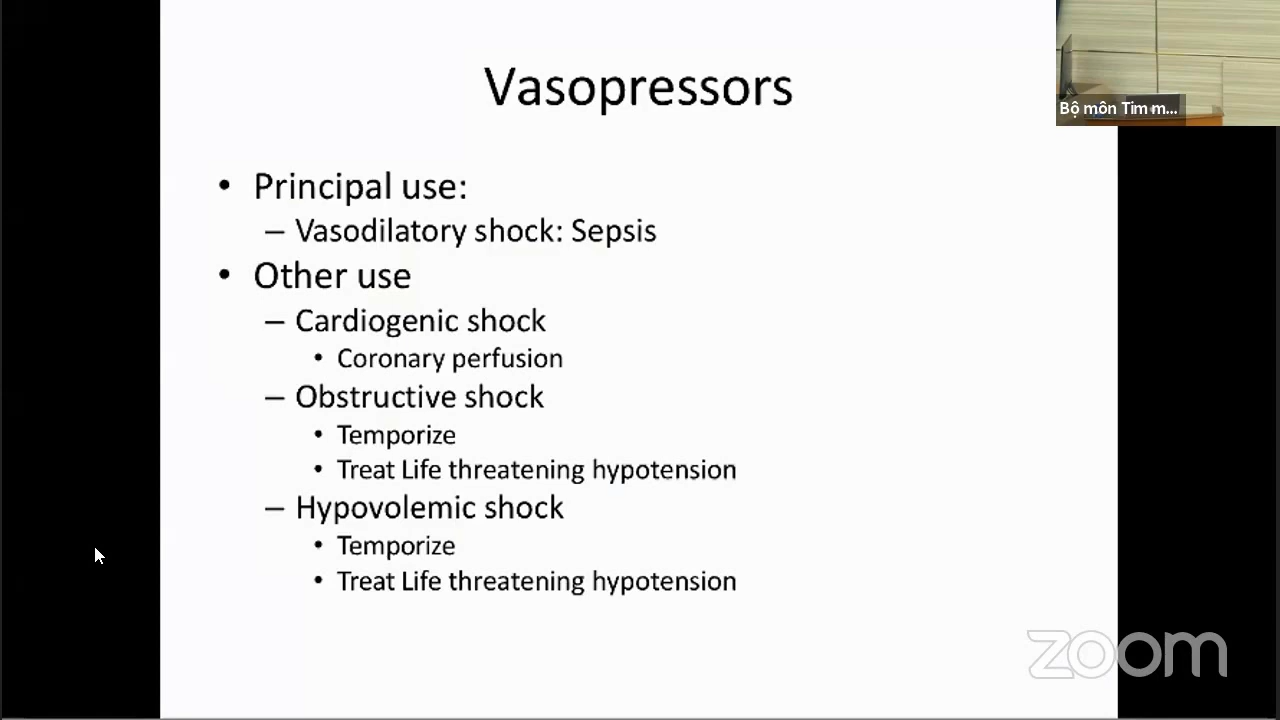 Vasopressors
Bộ môn Tim m...
• Principal use:
– Vasodilatory shock: Sepsis
• Other use
– Cardiogenic shock
• Coronary perfusion
– Obstructive shock
• Temporize
• Treat Life threatening hypotension
– Hypovolemic shock
• Temporize
• Treat Life threatening hypotension
zoom